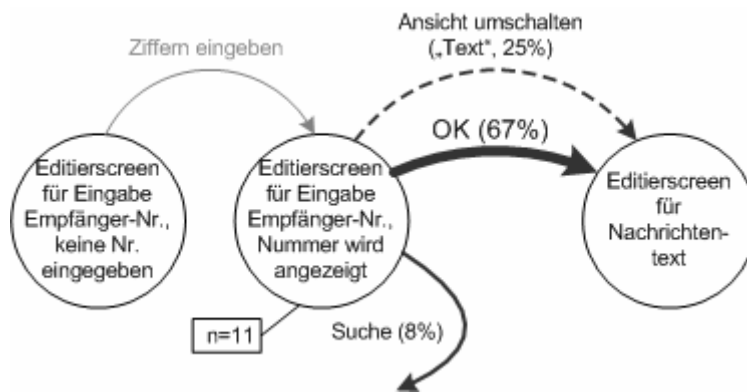 Ziffern eingeben
Ansicht umschalten
(„Text“, 25%)
OK (67%)
Editierscreen
für Eingabe
Empfänger-Nr.,
keine Nr.
eingegeben
Editierscreen
für Eingabe
Empfänger-Nr.,
Nummer wird
angezeigt
Editierscreen
für
Nachrichten-
text
n=11
Suche (8%)